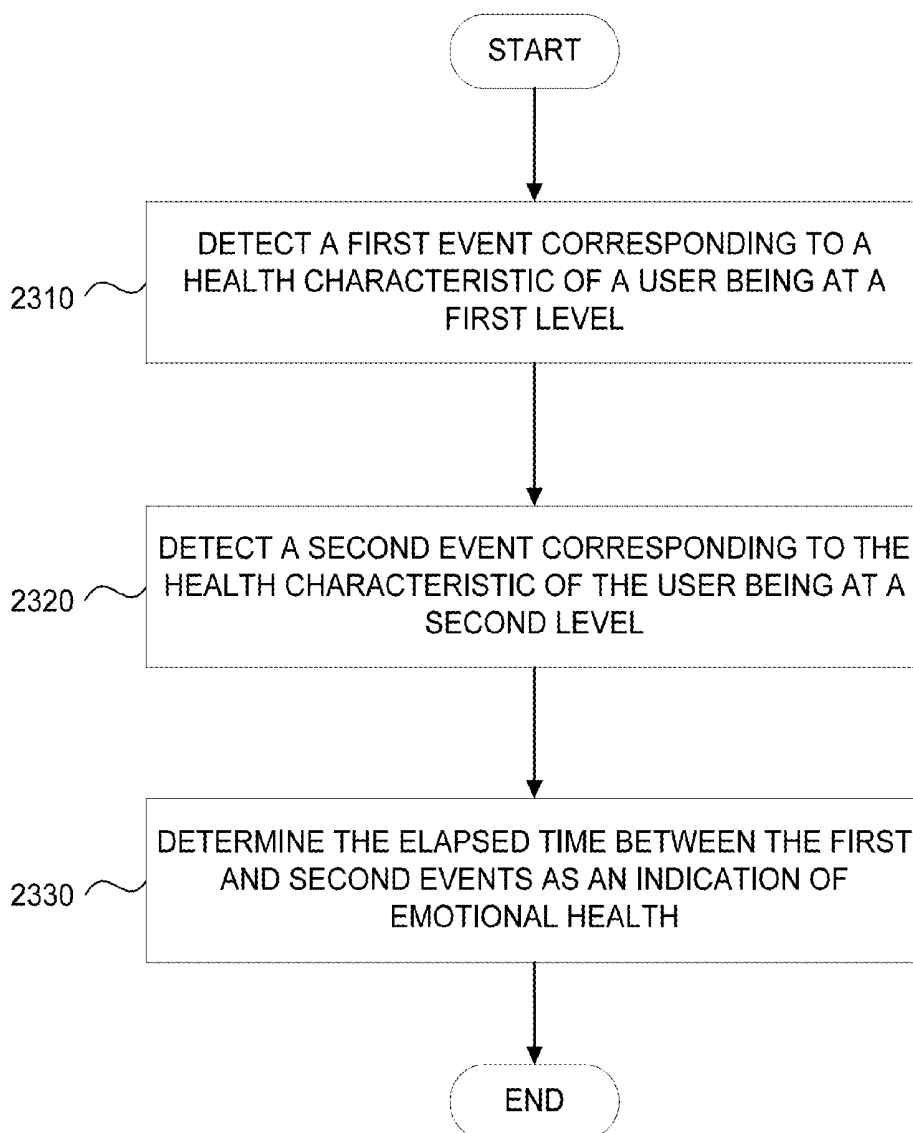 START
DETECT A FIRST EVENT CORRESPONDING TO A
HEALTH CHARACTERISTIC OF A USER BEING AT A
FIRST LEVEL
2310
DETECT A SECOND EVENT CORRESPONDING TO THE
HEALTH CHARACTERISTIC OF THE USER BEING AT A
SECOND LEVEL
2320
DETERMINE THE ELAPSED TIME BETWEEN THE FIRST
AND SECOND EVENTS AS AN INDICATION OF
EMOTIONAL HEALTH
2330
END